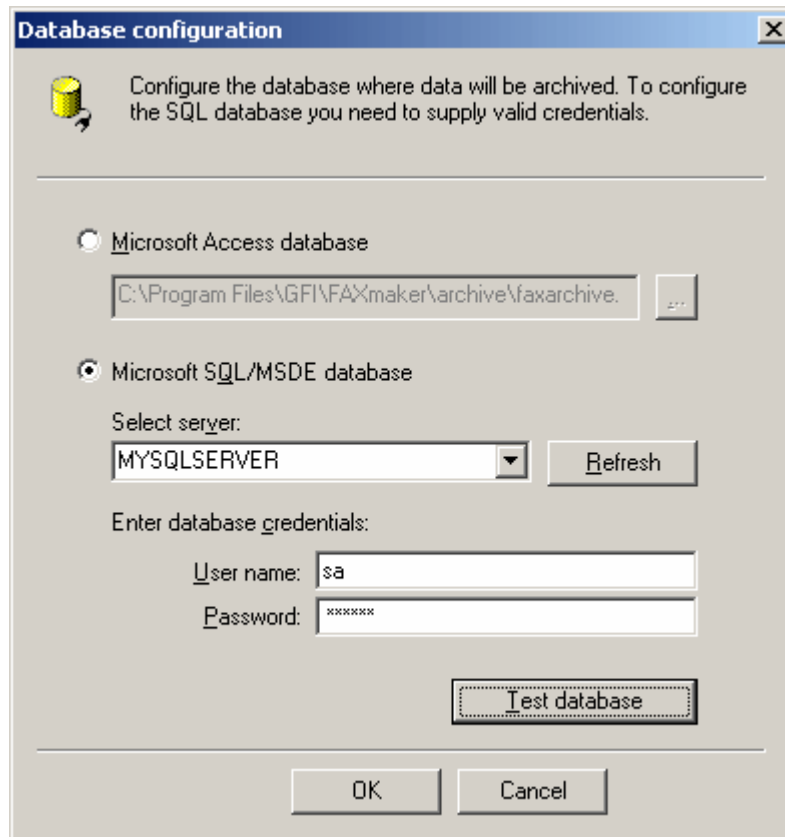 Database configuration
Configure the database where data will be archived. To configure
the SQL database you need to supply valid credentials.
Microsoft Access database
C:\Program Files\GFI\FAXmaker\archive\faxarchive.
...
Microsoft SQL/MSDE database
Select server:
MYSQLSERVER
Refresh
Enter database credentials:
User name: sa
Password: ******
Test database
OK Cancel